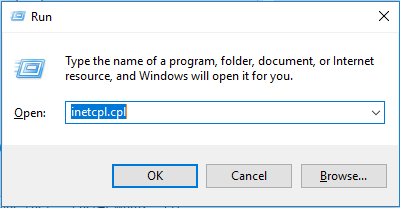 Run
Type the name of a program, folder, document, or Internet
resource, and Windows will open it for you.
Open: inetcpl.cpl
OK Cancel Browse...